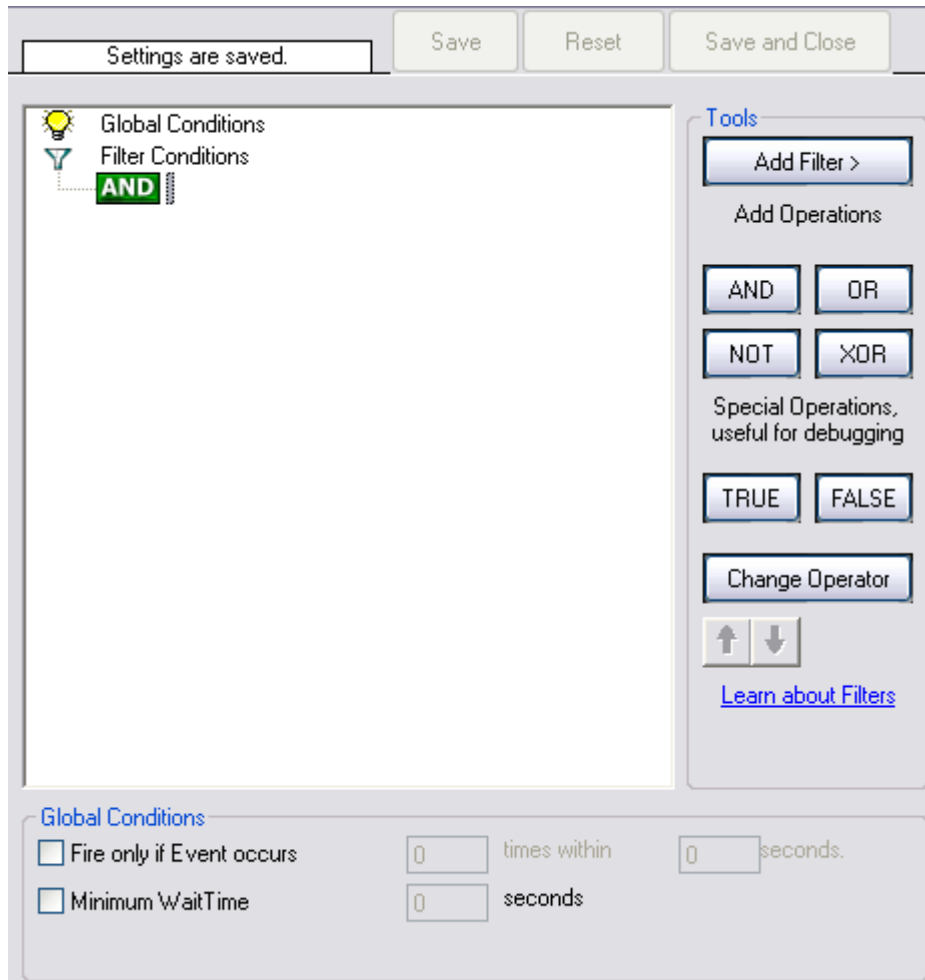 Settings are saved.
Save
Reset
Save and Close
Global Conditions
Filter Conditions
AND
Tools
Add Filter >
Add Operations
AND
OR
NOT
XOR
Special Operations,
useful for debugging
TRUE
FALSE
Change Operator
Learn about Filters
Global Conditions
Fire only if Event occurs 0 times within 0 seconds.
Minimum WaitTime 0 seconds